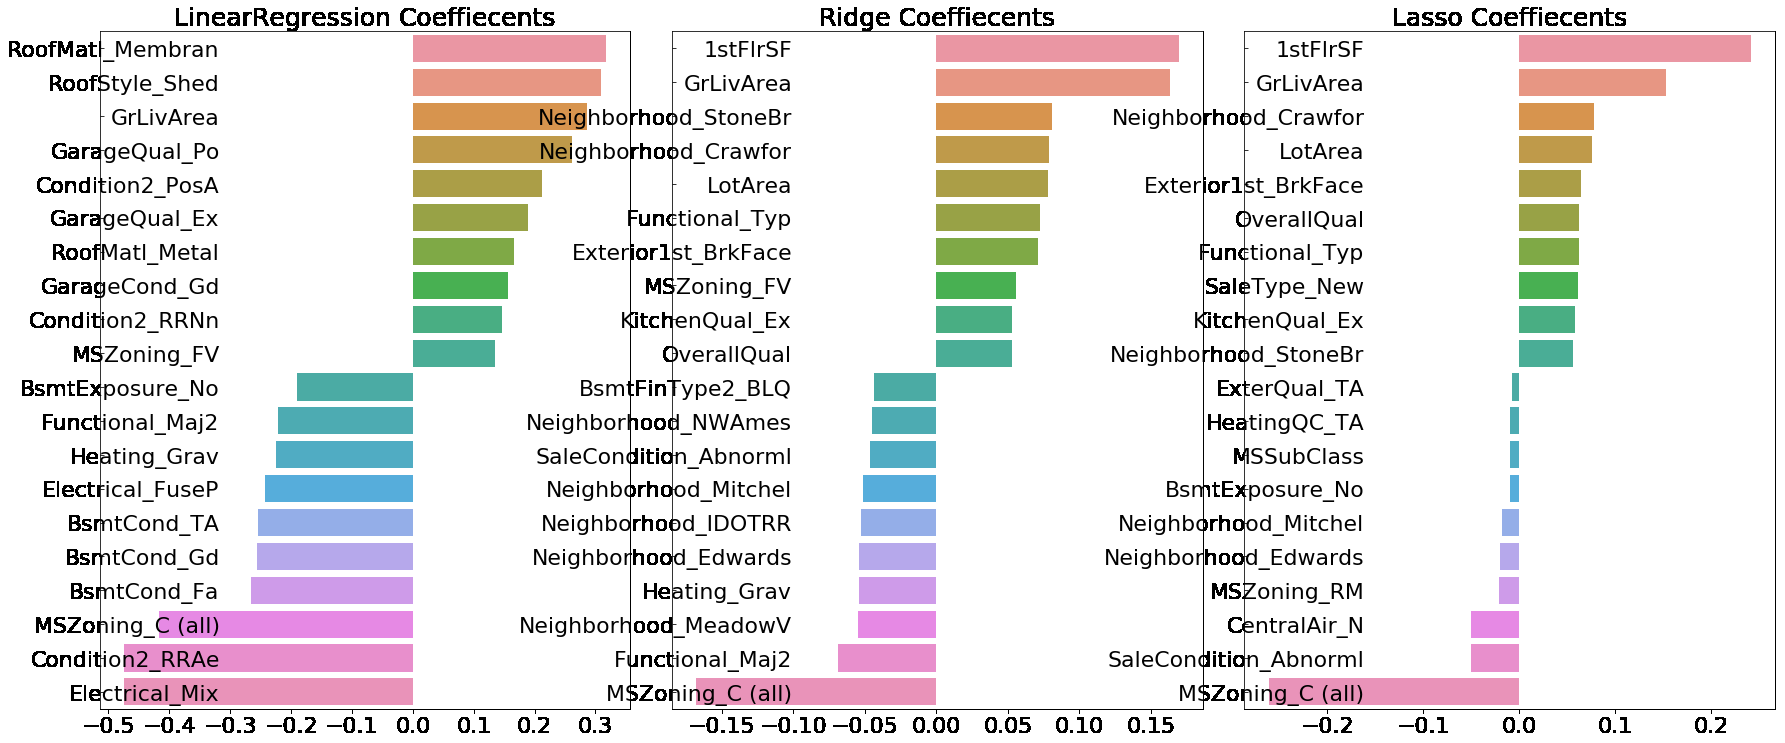 LinearRegression Coeffiecents
RoofMatl_Membran
RoofStyle_Shed
GrLivArea
GarageQual_Po
Condition2_PosA
GarageQual_Ex
RoofMatl_Metal
GarageCond_Gd
Condition2_RRNn
MSZoning_FV
BsmtExposure_No
Functional_Maj2
Heating_Grav
Electrical_FuseP
BsmtCond_TA
BsmtCond_Gd
BsmtCond_Fa
MSZoning_C (all)
Condition2_RRAe
Electrical_Mix
−0.5 −0.4 −0.3 −0.2 −0.1 0.0 0.1 0.2 0.3
Ridge Coeffiecents
1stFlrSF
GrLivArea
Neighborhood_StoneBr
Neighborhood_Crawfor
LotArea
Functional_Typ
Exterior1st_BrkFace
MSZoning_FV
KitchenQual_Ex
OverallQual
BsmtFinType2_BLQ
Neighborhood_NWAmes
SaleCondition_Abnorml
Neighborhood_Mitchel
Neighborhood_IDOTRR
Neighborhood_Edwards
Heating_Grav
Neighborhood_MeadowV
Functional_Maj2
MSZoning_C (all)
−0.15 −0.10 −0.05 0.00 0.05 0.10 0.15
Lasso Coeffiecents
1stFlrSF
GrLivArea
Neighborhood_Crawfor
LotArea
Exterior1st_BrkFace
OverallQual
Functional_Typ
SaleType_New
KitchenQual_Ex
Neighborhood_StoneBr
ExterQual_TA
HeatingQC_TA
MSSubClass
BsmtExposure_No
Neighborhood_Mitchel
Neighborhood_Edwards
MSZoning_RM
CentralAir_N
SaleCondition_Abnorml
MSZoning_C (all)
−0.2 −0.1 0.0 0.1 0.2